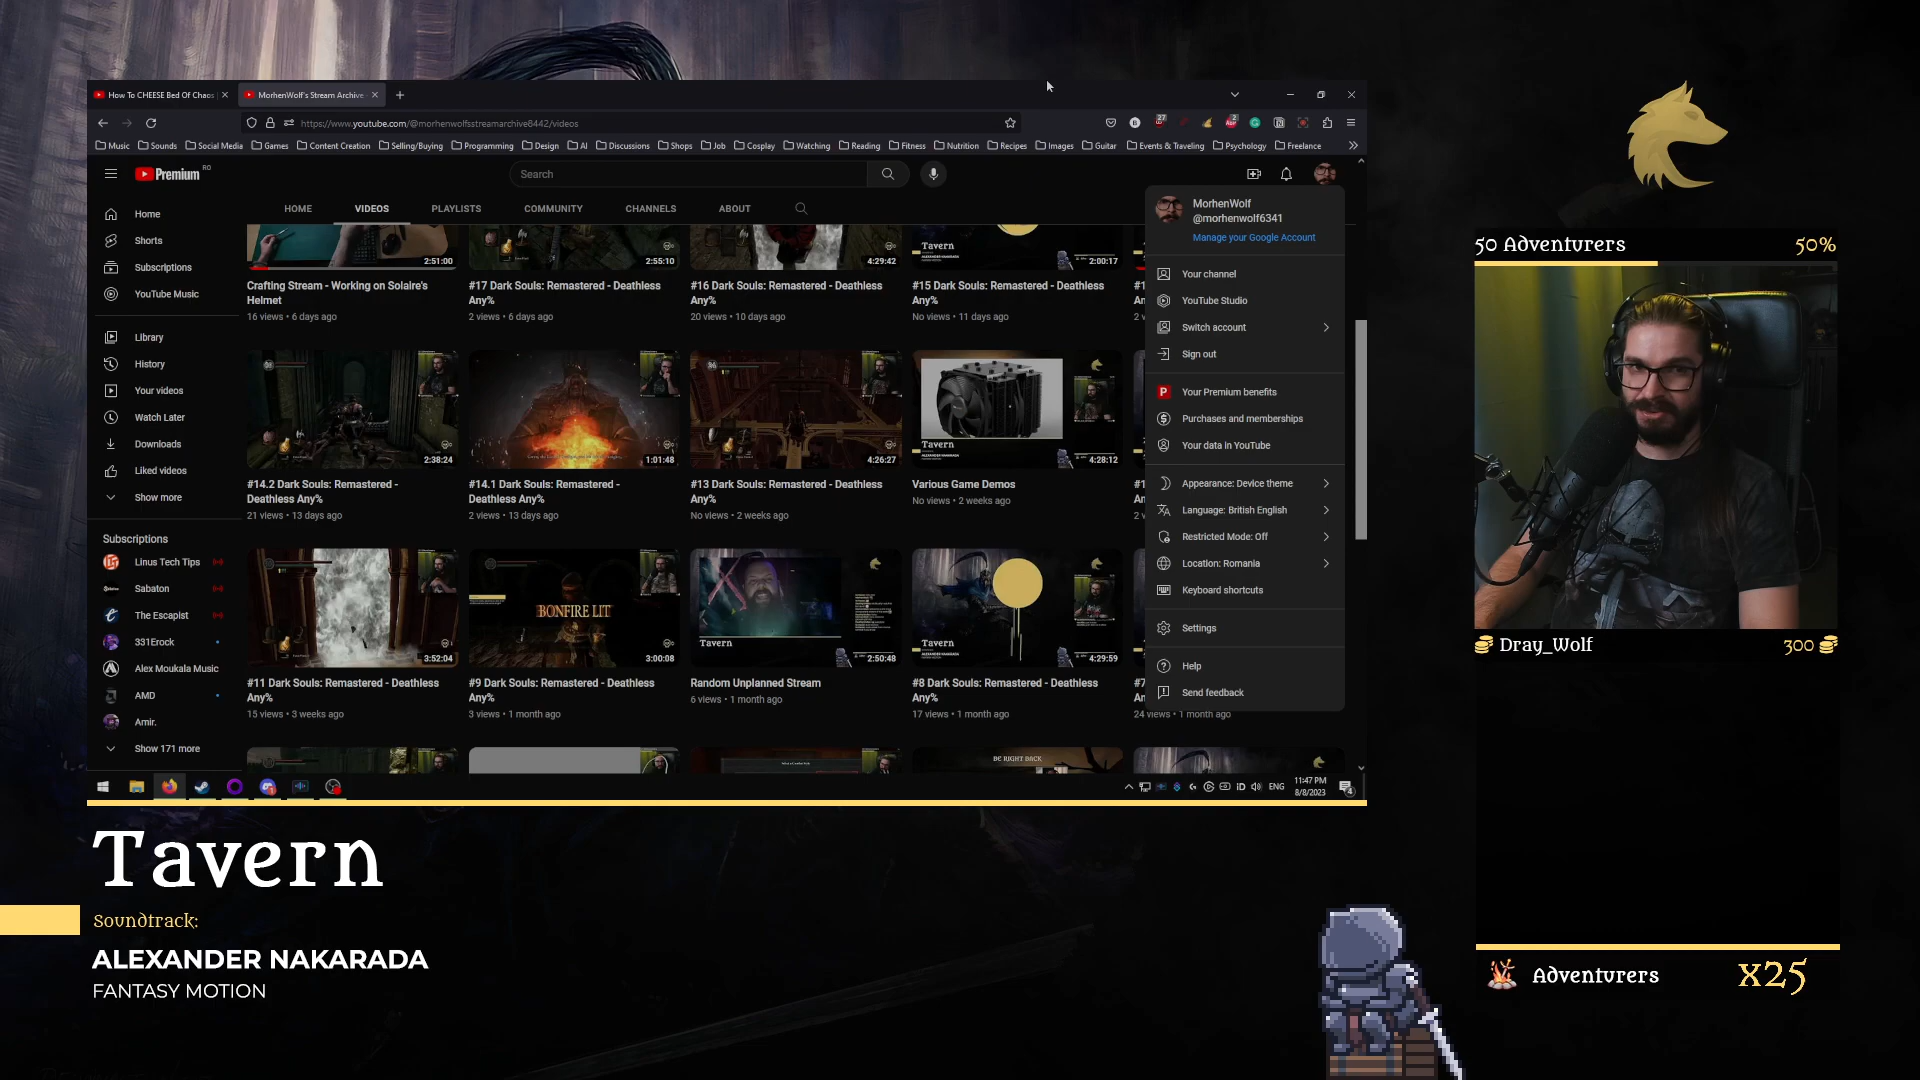 How To CHEESE Bed Of Chaos
MorhenWolf's Stream Archive
https://www.youtube.com/@morhenwolfsstreamarchive6442/videos
27
2
Music
Sounds
Social Media
Games
Content Creation
Selling/Buying
Programming
Design
AI
Discussions
Shops
Job
Cosplay
Watching
Reading
Fitness
Nutrition
Recipes
Images
Guitar
Events & Traveling
Psychology
Freelance
Premium RO
Search
HOME
VIDEOS
PLAYLISTS
COMMUNITY
CHANNELS
ABOUT
Home
Shorts
Subscriptions
YouTube Music
Library
History
Your videos
Watch Later
Downloads
Liked videos
Show more
Subscriptions
Linus Tech Tips
Sabaton
The Escapist
331Erock
Alex Moukala Music
AMD
Amir.
Show 171 more
2:51:00
Crafting Stream - Working on Solaire's
Helmet
16 views • 6 days ago
2:55:10
#17 Dark Souls: Remastered - Deathless
Any%
2 views • 6 days ago
4:29:42
#16 Dark Souls: Remastered - Deathless
Any%
20 views • 10 days ago
Tavern
2:00:17
#15 Dark Souls: Remastered - Deathless
Any%
No views • 11 days ago
2:38:24
#14.2 Dark Souls: Remastered -
Deathless Any%
21 views • 13 days ago
1:01:48
#14.1 Dark Souls: Remastered -
Deathless Any%
2 views • 13 days ago
4:26:27
#13 Dark Souls: Remastered - Deathless
Any%
No views • 2 weeks ago
Tavern
4:28:12
Various Game Demos
No views • 2 weeks ago
3:52:04
#11 Dark Souls: Remastered - Deathless
Any%
15 views • 3 weeks ago
BONFIRE LIT
3:00:08
#9 Dark Souls: Remastered - Deathless
Any%
3 views • 1 month ago
Tavern
2:50:48
Random Unplanned Stream
6 views • 1 month ago
Tavern
4:29:59
#8 Dark Souls: Remastered - Deathless
Any%
17 views • 1 month ago
#7
Any%
24 views • 1 month ago
BE RIGHT BACK
MorhenWolf
@morhenwolf6341
Manage your Google Account
Your channel
YouTube Studio
Switch account
Sign out
Your Premium benefits
Purchases and memberships
Your data in YouTube
Appearance: Device theme
Language: British English
Restricted Mode: Off
Location: Romania
Keyboard shortcuts
Settings
Help
Send feedback
ENG
11:47 PM
8/8/2023
4
50 Adventurers 50%
Dray_Wolf 300
Tavern
Soundtrack:
ALEXANDER NAKARADA
FANTASY MOTION
Adventurers x25